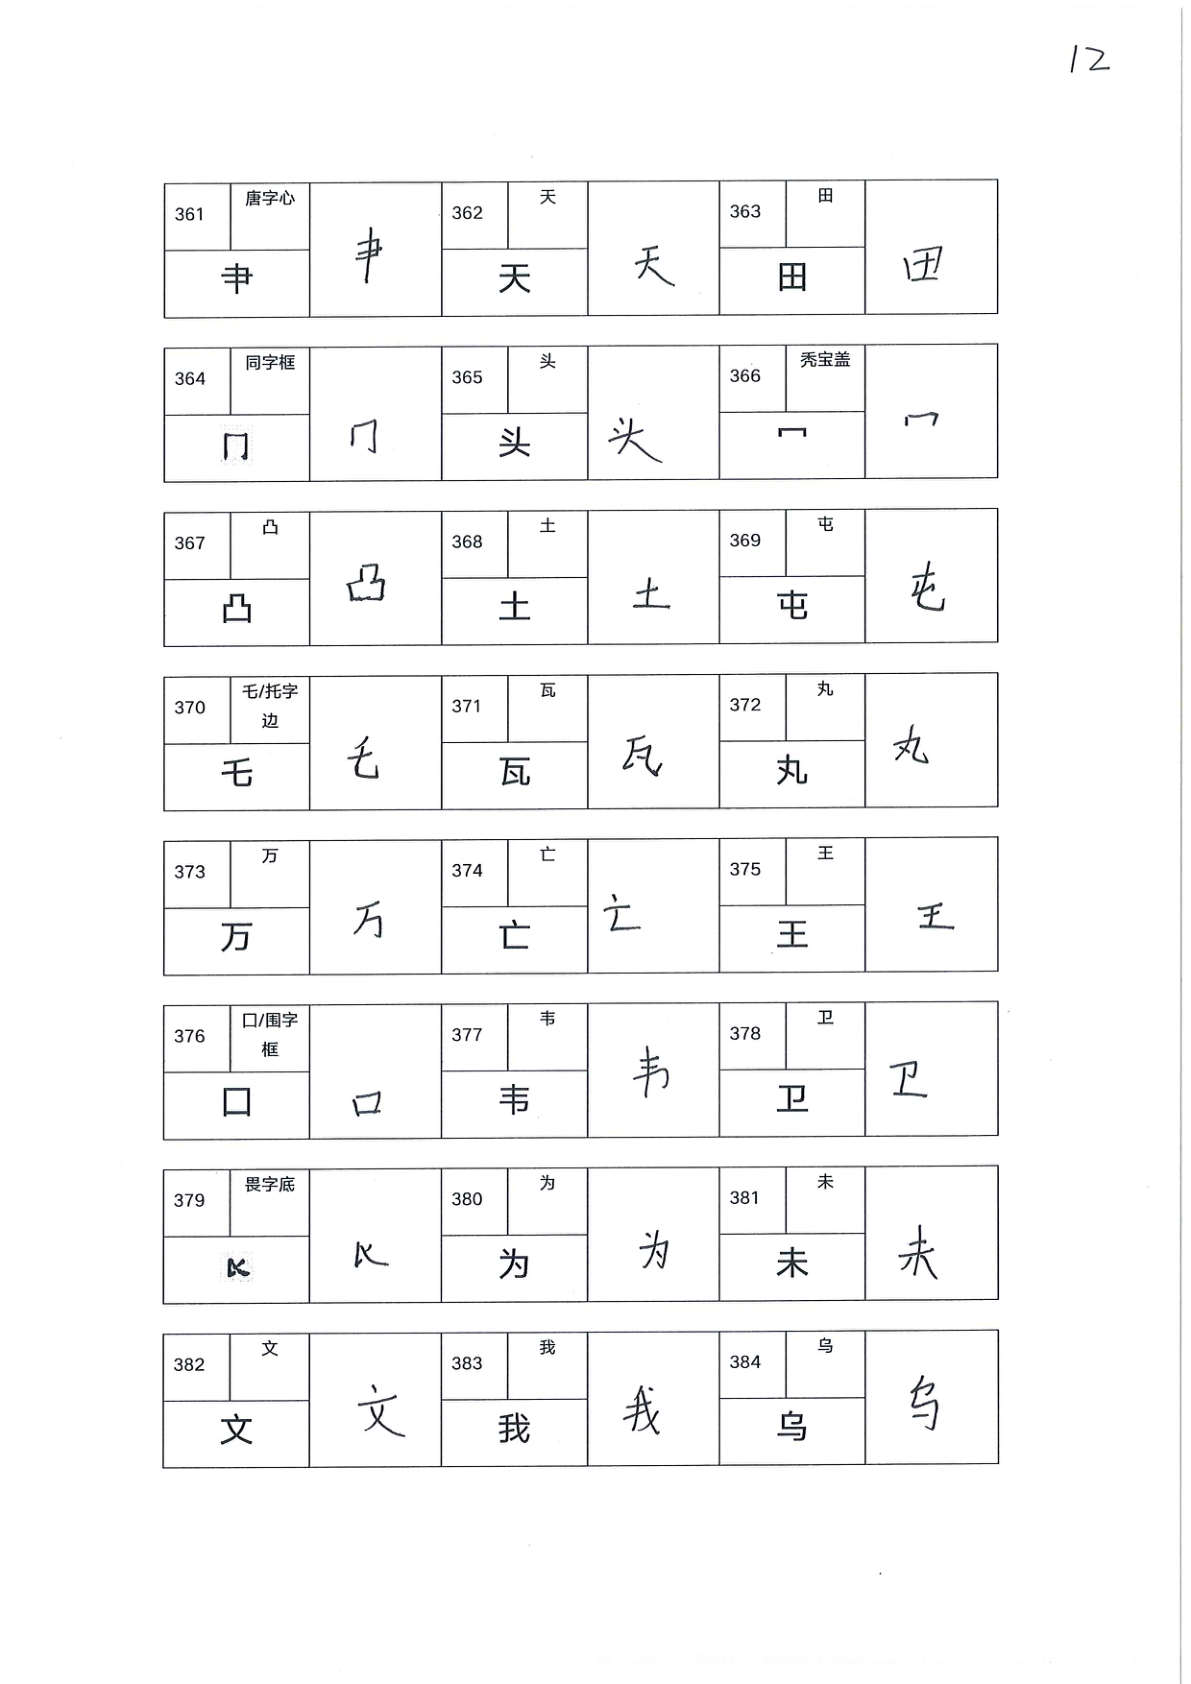 12
361 唐字心 362 天 363 田
肀 天 田
天 田
364 同字框 365 头 366 秃宝盖
冂 冂 头 头 冖 冖
367 凸 368 土 369 屯
凸 凸 土 土 屯 屯
370 乇/托字边 371 瓦 372 丸
乇 乇 瓦 瓦 丸 丸
373 万 374 亡 375 王
万 万 亡 亡 王 王
376 囗/围字框 377 韦 378 卫
囗 囗 韦 韦 卫 卫
379 畏字底 380 为 381 未
为 为 未 未
382 文 383 我 384 乌
文 文 我 我 乌 乌